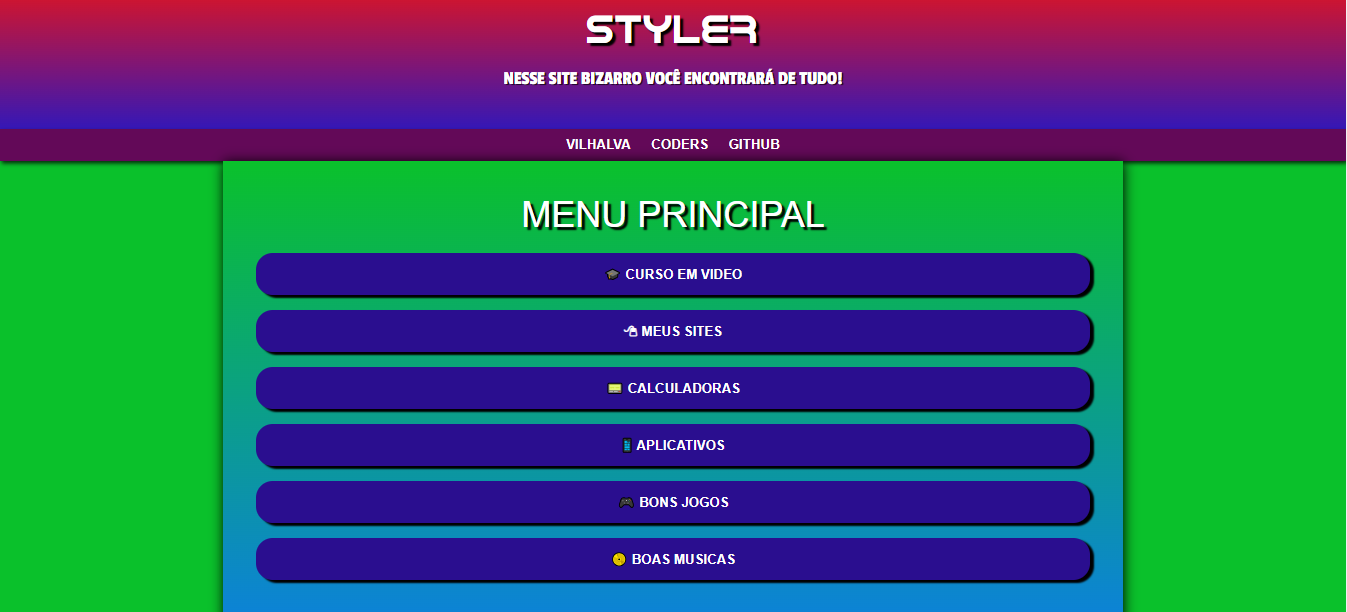 STYLER
NESSE SITE BIZARRO VOCÊ ENCONTRARÁ DE TUDO!
VILHALVA CODERS GITHUB
MENU PRINCIPAL
🎓 CURSO EM VIDEO
🖱 MEUS SITES
CALCULADORAS
📱 APLICATIVOS
🎮 BONS JOGOS
BOAS MUSICAS